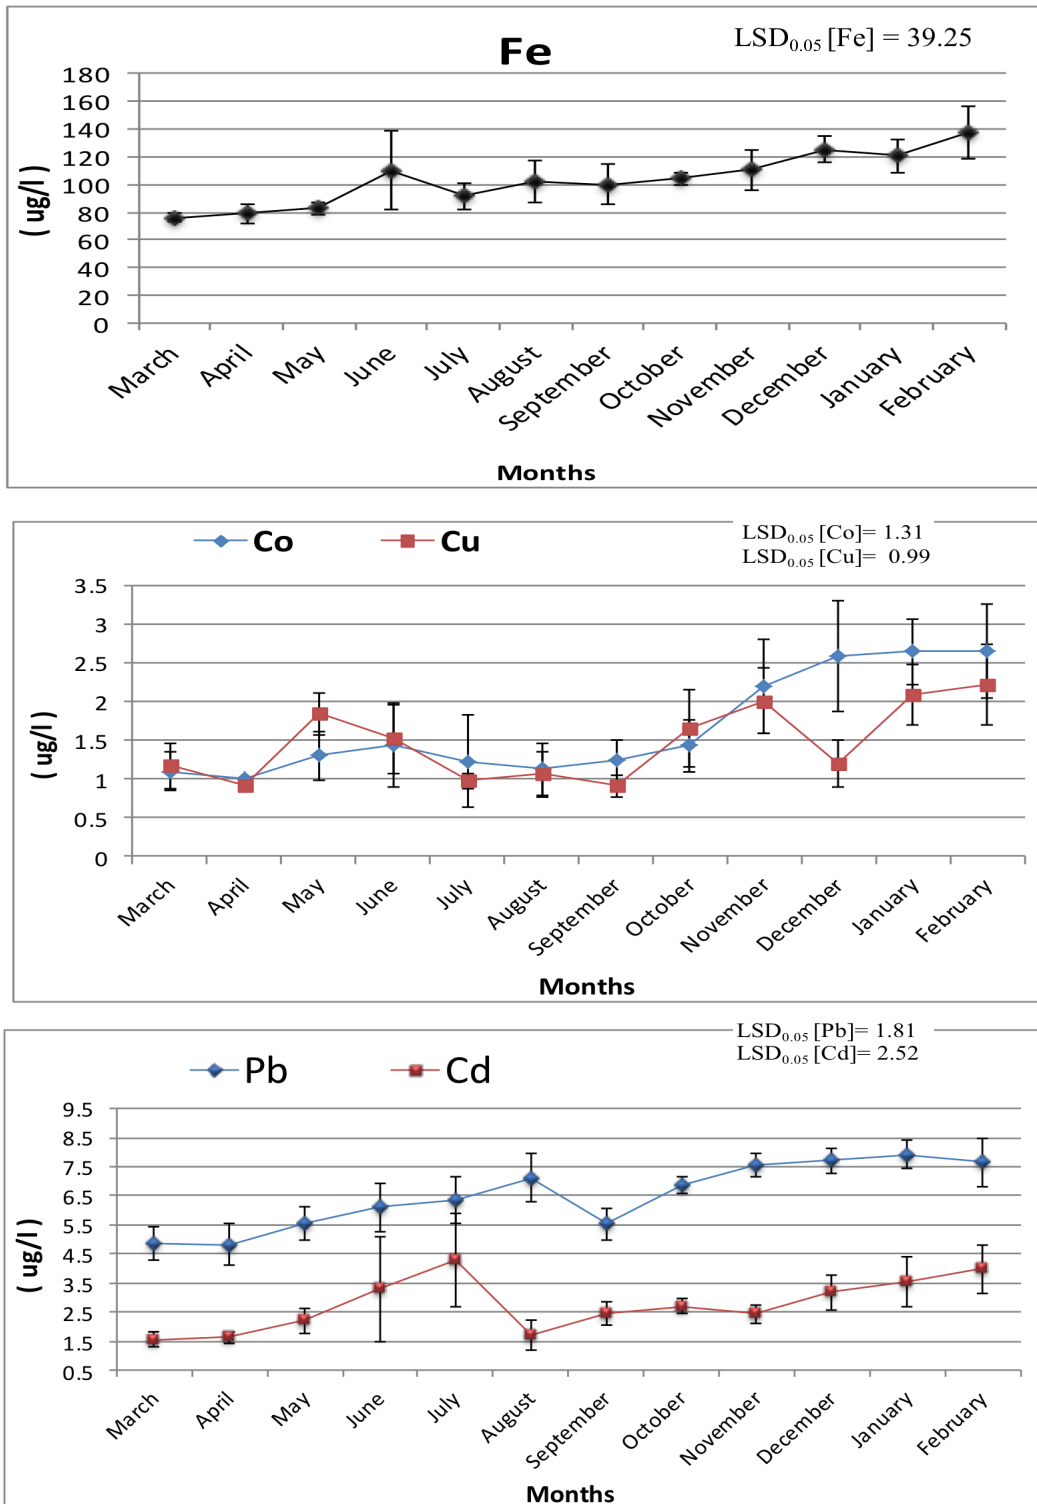 Fe
LSD0.05 [Fe] = 39.25
180
160
140
120
100
80
60
40
20
0
( ug/l )
March
April
May
June
July
August
September
October
November
December
January
February
Months
Co
Cu
LSD0.05 [Co]= 1.31
LSD0.05 [Cu]= 0.99
3.5
3
2.5
2
1.5
1
0.5
0
( ug/l )
March
April
May
June
July
August
September
October
November
December
January
February
Months
LSD0.05 [Pb]= 1.81
LSD0.05 [Cd]= 2.52
Pb
Cd
9.5
8.5
7.5
6.5
5.5
4.5
3.5
2.5
1.5
0.5
( ug/l )
March
April
May
June
July
August
September
October
November
December
January
February
Months